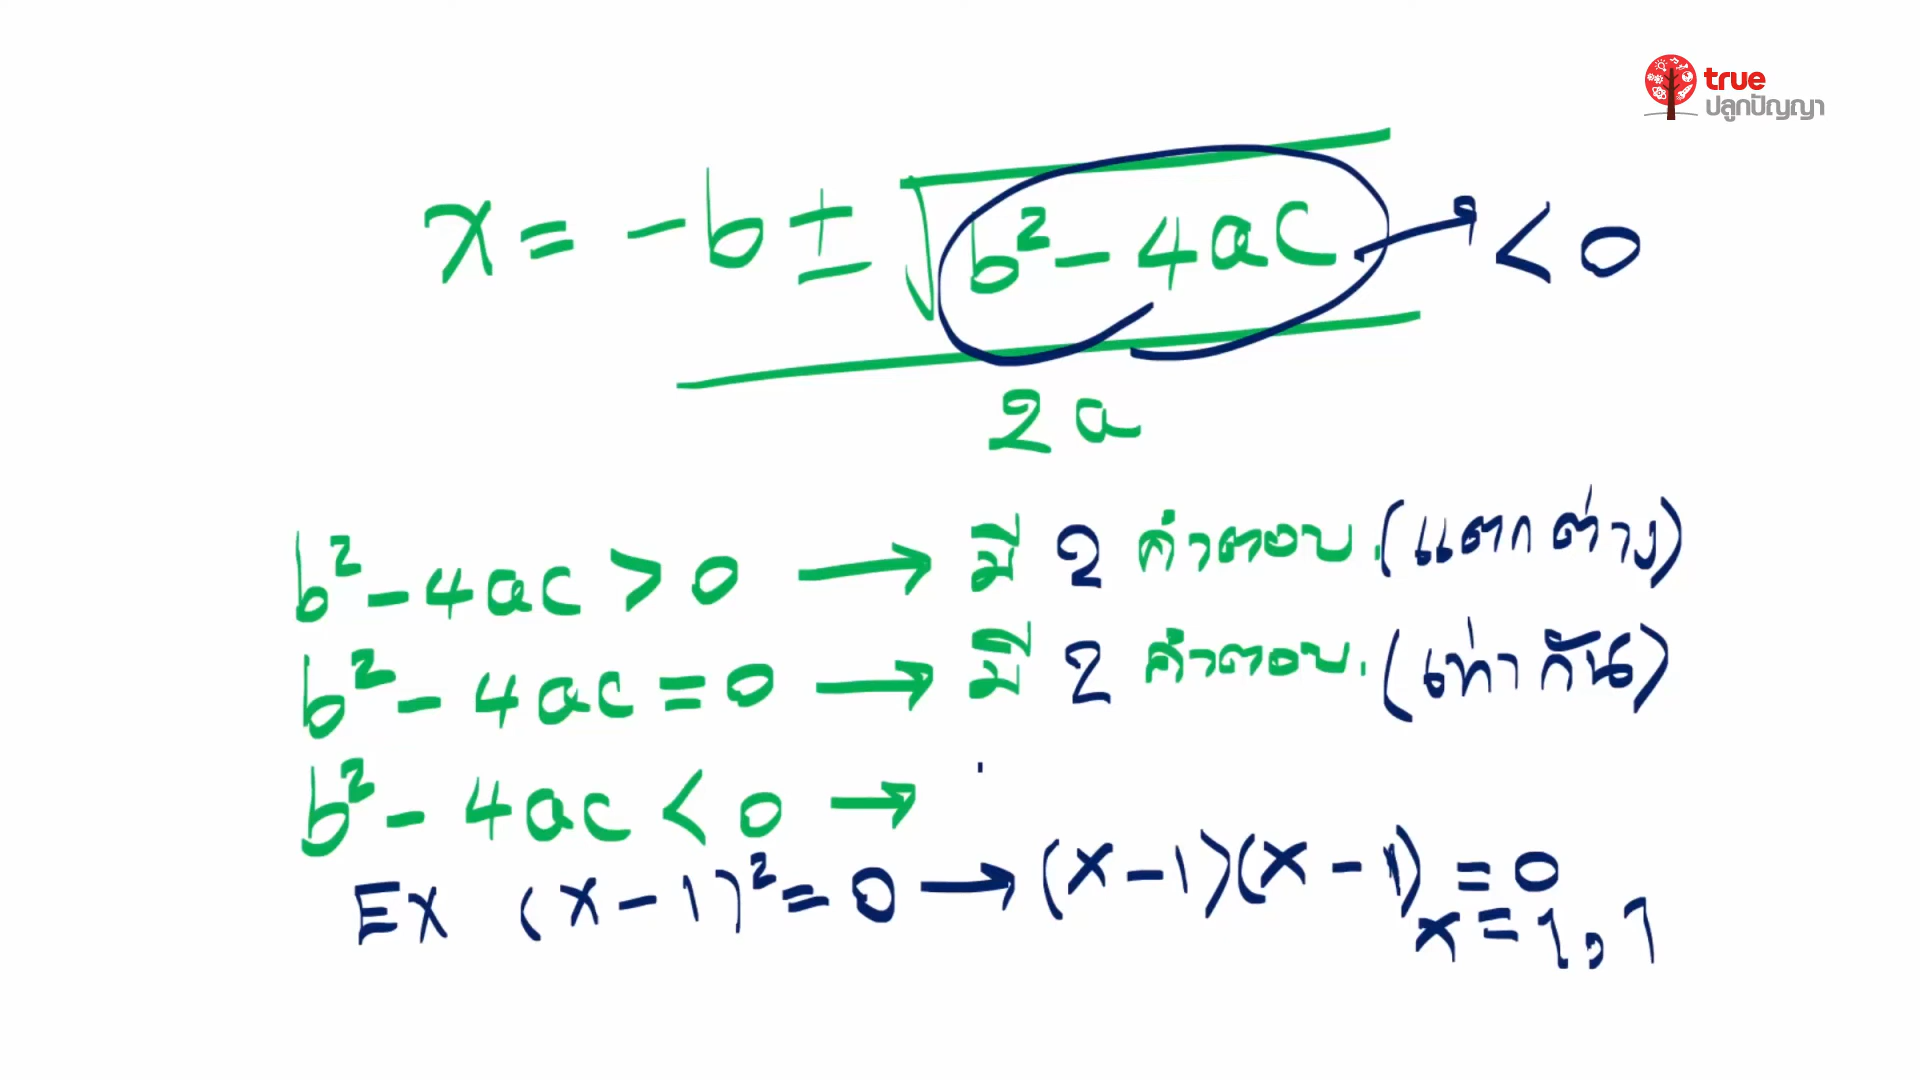 true
ปลูกปัญญา
x = -b ± √b² - 4ac → < 0
2a
b² - 4ac > 0 → มี 2 คำตอบ. (แตกต่าง)
b² - 4ac = 0 → มี 2 คำตอบ. (เท่ากัน)
b² - 4ac < 0 →
Ex (x - 1)² = 0 → (x - 1)(x - 1) = 0
x = 1, 1